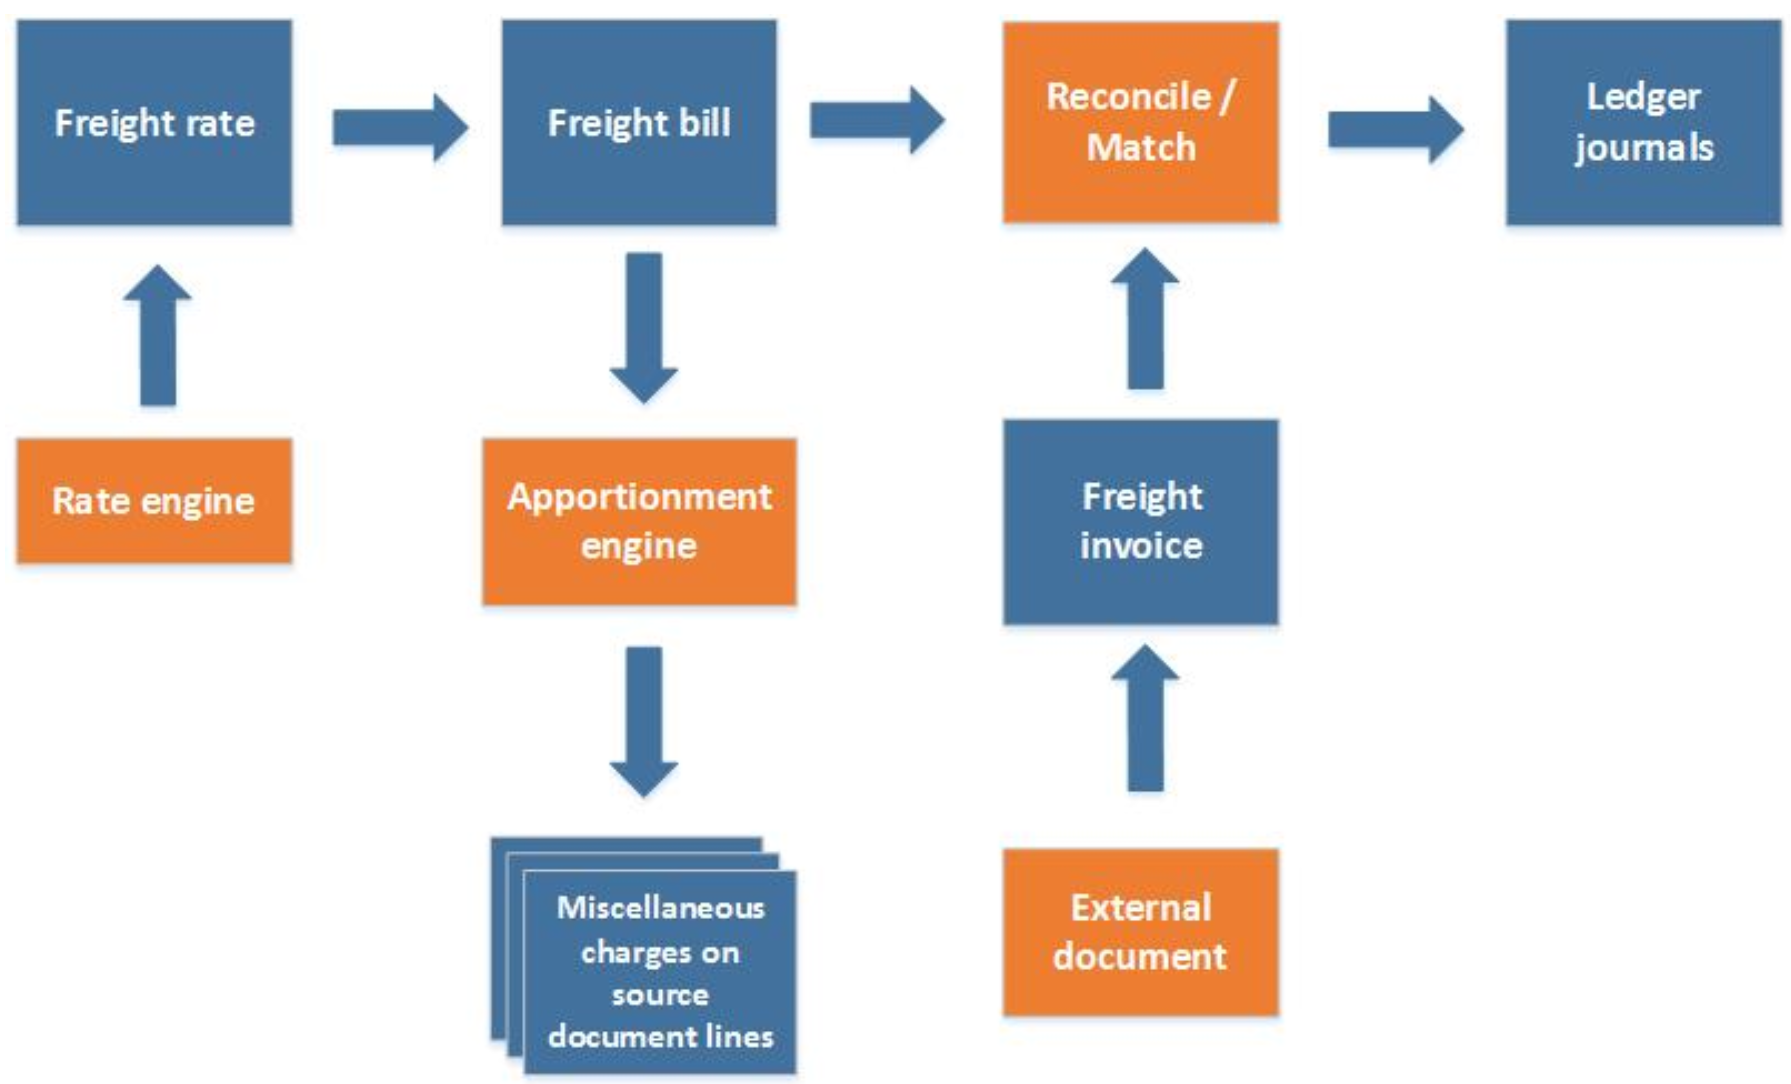 Freight rate
Freight bill
Reconcile /
Match
Ledger
journals
Rate engine
Apportionment
engine
Freight
invoice
Miscellaneous
charges on
source
document lines
External
document